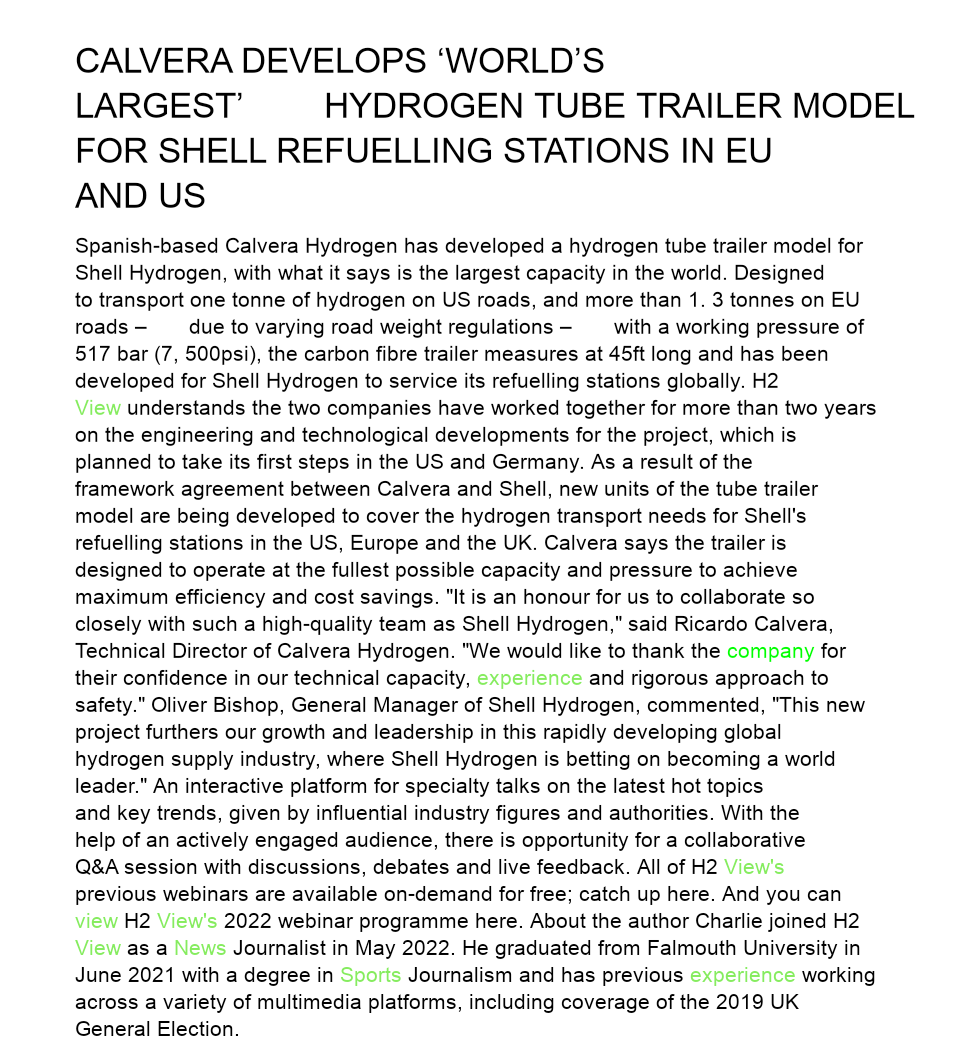 CALVERA DEVELOPS ‘WORLD’S
LARGEST’ HYDROGEN TUBE TRAILER MODEL
FOR SHELL REFUELLING STATIONS IN EU
AND US
Spanish-based Calvera Hydrogen has developed a hydrogen tube trailer model for
Shell Hydrogen, with what it says is the largest capacity in the world. Designed
to transport one tonne of hydrogen on US roads, and more than 1. 3 tonnes on EU
roads – due to varying road weight regulations – with a working pressure of
517 bar (7, 500psi), the carbon fibre trailer measures at 45ft long and has been
developed for Shell Hydrogen to service its refuelling stations globally. H2
View understands the two companies have worked together for more than two years
on the engineering and technological developments for the project, which is
planned to take its first steps in the US and Germany. As a result of the
framework agreement between Calvera and Shell, new units of the tube trailer
model are being developed to cover the hydrogen transport needs for Shell's
refuelling stations in the US, Europe and the UK. Calvera says the trailer is
designed to operate at the fullest possible capacity and pressure to achieve
maximum efficiency and cost savings. "It is an honour for us to collaborate so
closely with such a high-quality team as Shell Hydrogen," said Ricardo Calvera,
Technical Director of Calvera Hydrogen. "We would like to thank the company for
their confidence in our technical capacity, experience and rigorous approach to
safety." Oliver Bishop, General Manager of Shell Hydrogen, commented, "This new
project furthers our growth and leadership in this rapidly developing global
hydrogen supply industry, where Shell Hydrogen is betting on becoming a world
leader." An interactive platform for specialty talks on the latest hot topics
and key trends, given by influential industry figures and authorities. With the
help of an actively engaged audience, there is opportunity for a collaborative
Q&A session with discussions, debates and live feedback. All of H2 View's
previous webinars are available on-demand for free; catch up here. And you can
view H2 View's 2022 webinar programme here. About the author Charlie joined H2
View as a News Journalist in May 2022. He graduated from Falmouth University in
June 2021 with a degree in Sports Journalism and has previous experience working
across a variety of multimedia platforms, including coverage of the 2019 UK
General Election.